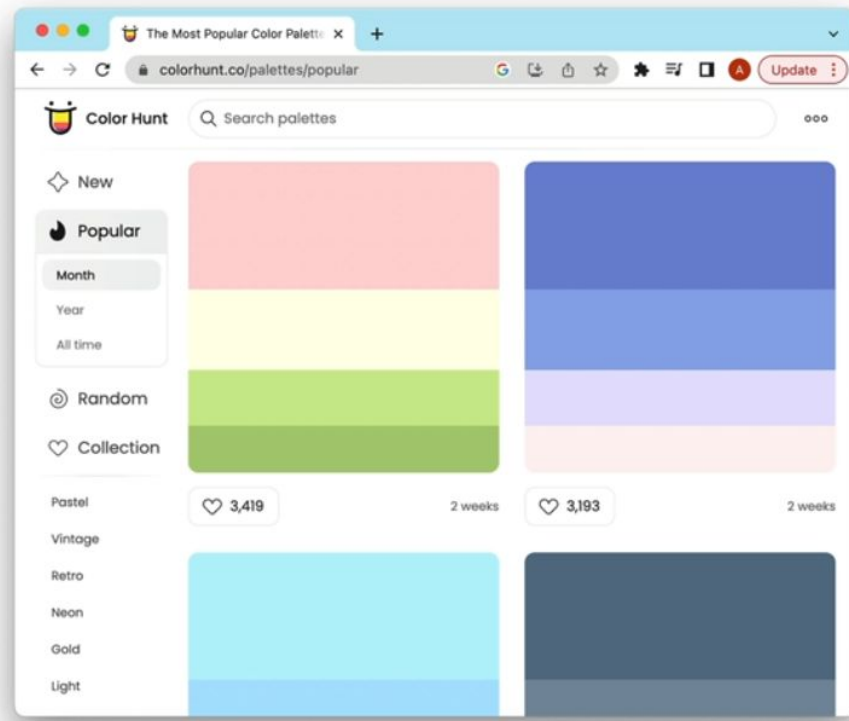 The Most Popular Color Palette
colorhunt.co/palettes/popular
A
Update
Color Hunt
Search palettes
New
Popular
Month
Year
All time
Random
Collection
Pastel
Vintage
Retro
Neon
Gold
Light
3,419
2 weeks
3,193
2 weeks